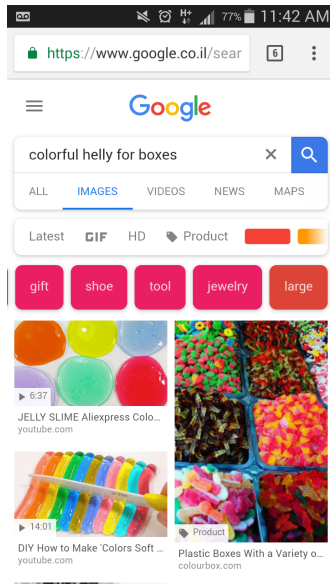 77% 11:42 AM
https://www.google.co.il/sear
6
Google
colorful helly for boxes
ALL IMAGES VIDEOS NEWS MAPS
Latest GIF HD Product
gift shoe tool jewelry large
6:37
JELLY SLIME Aliexpress Colo...
youtube.com
14:01
DIY How to Make 'Colors Soft ...
youtube.com
Product
Plastic Boxes With a Variety o...
colourbox.com